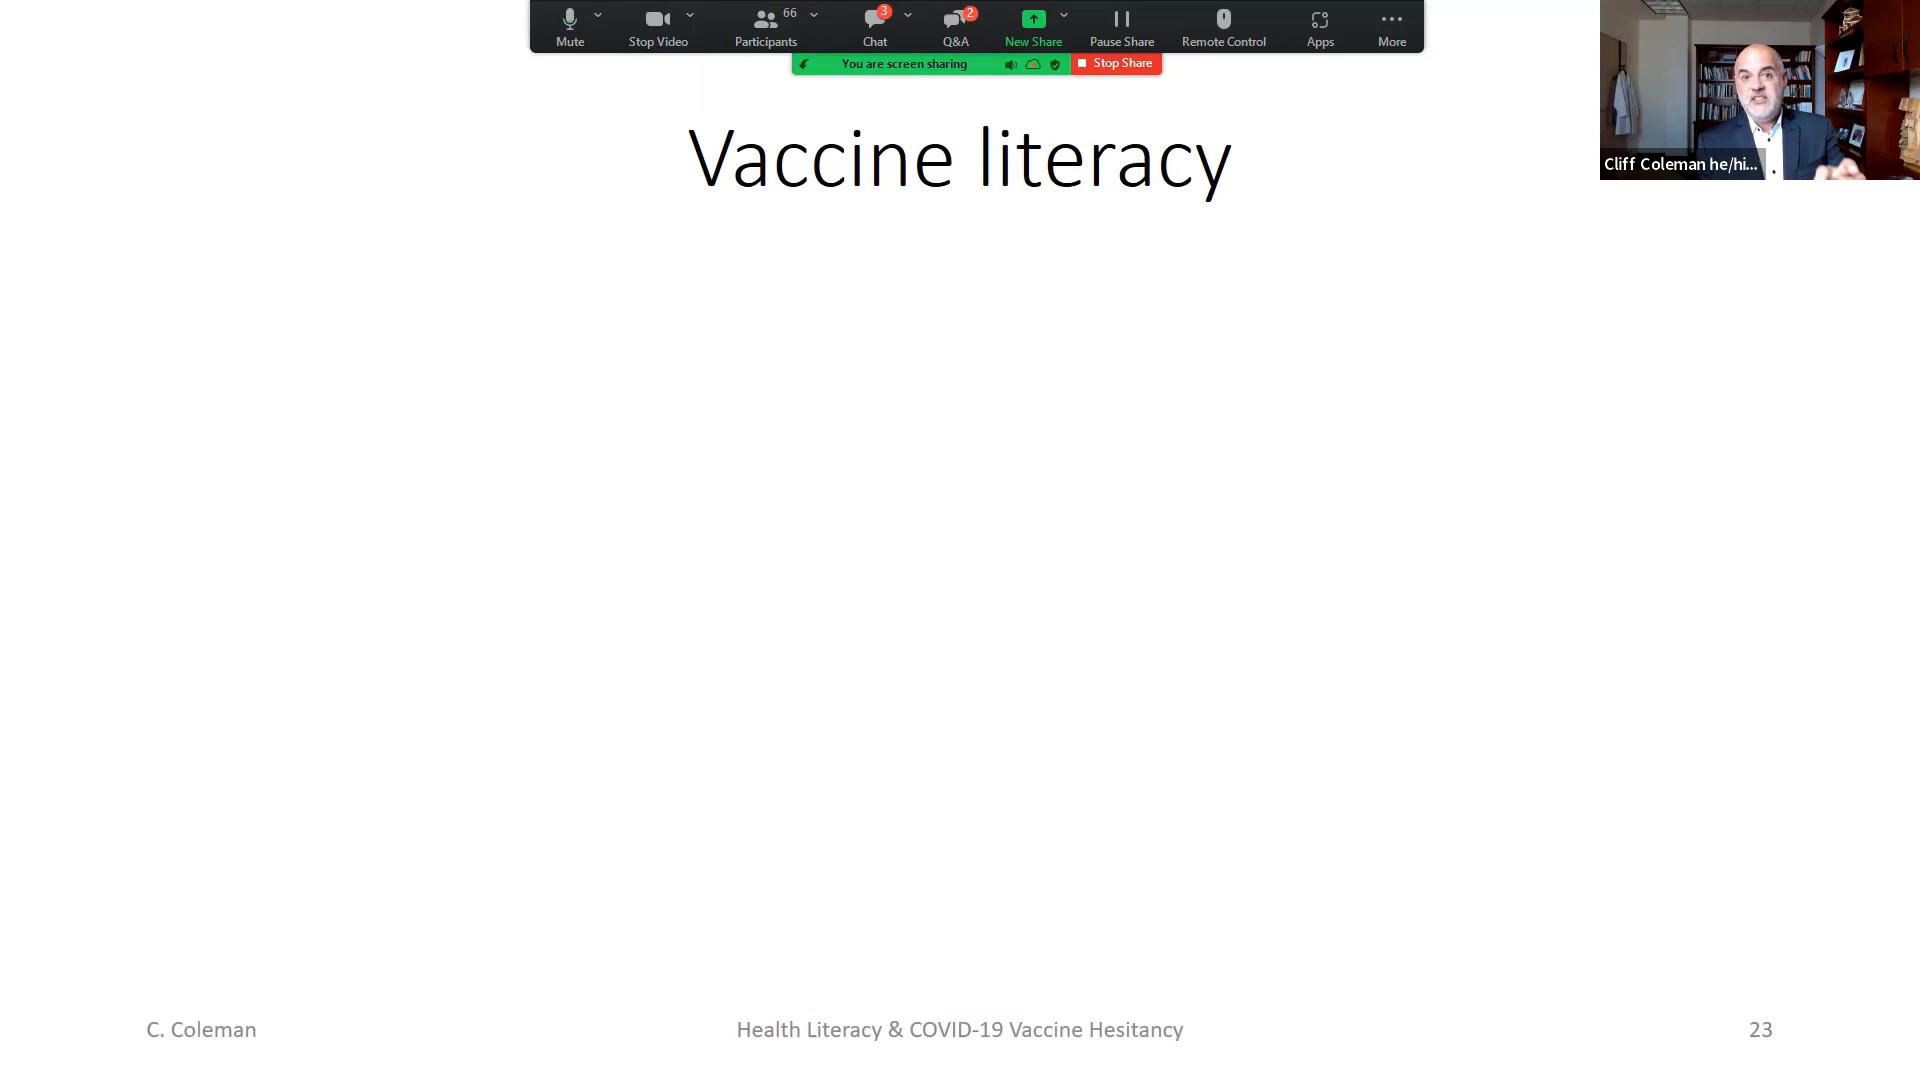 66
3
2
Mute
Stop Video
Participants
Chat
Q&A
New Share
Pause Share
Remote Control
Apps
More
You are screen sharing
Stop Share
Cliff Coleman he/hi...
Vaccine literacy
C. Coleman
Health Literacy & COVID-19 Vaccine Hesitancy
23